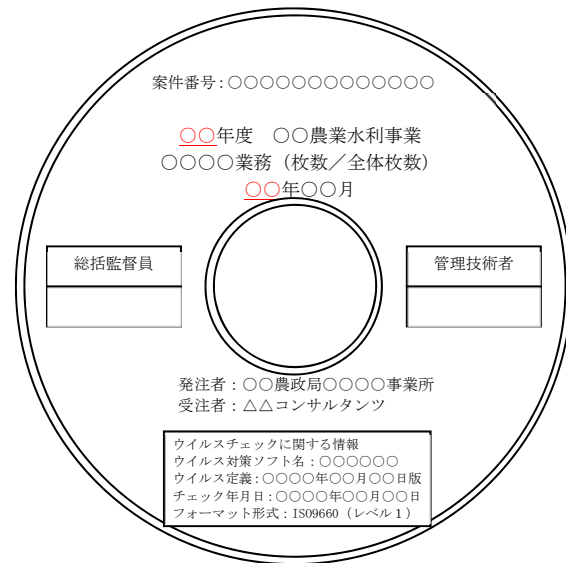 案件番号：○○○○○○○○○○○○○
○○年度　○○農業水利事業
○○○○業務（枚数／全体枚数）
○○年○○月
総括監督員
管理技術者
発注者：○○農政局○○○○事業所
受注者：△△コンサルタンツ
ウイルスチェックに関する情報
ウイルス対策ソフト名：○○○○○○
ウイルス定義：○○○○年○○月○○日版
チェック年月日：○○○○年○○月○○日
フォーマット形式：ISO9660（レベル1）